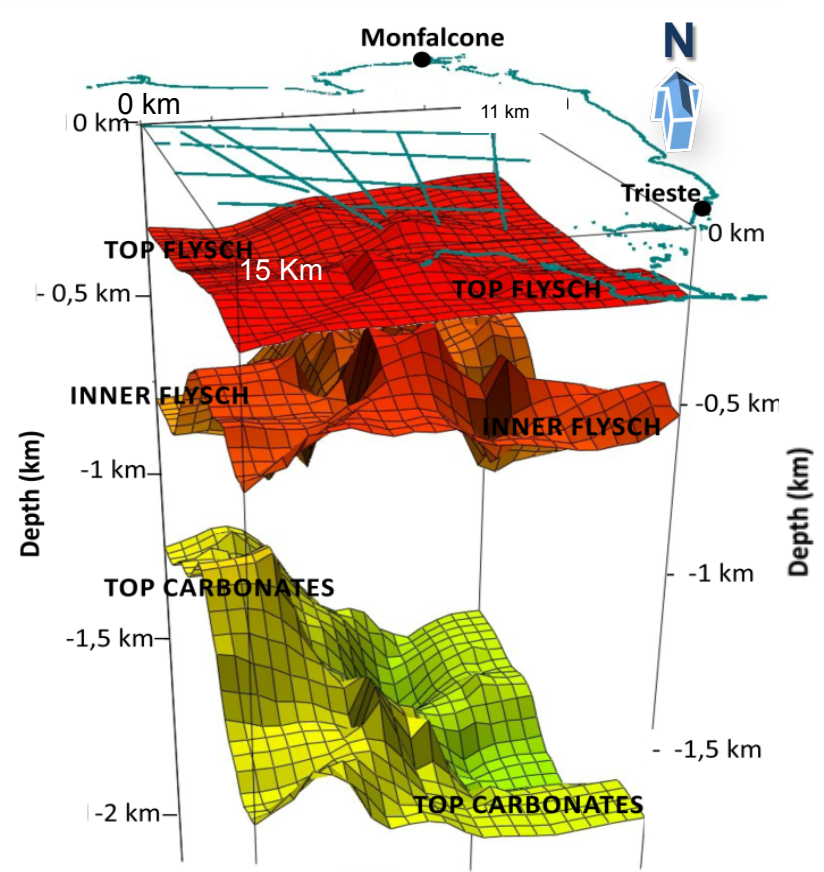 Monfalcone
N
0 km
11 km
0 km
Trieste
0 km
TOP FLYSCH
15 Km
TOP FLYSCH
- 0,5 km
INNER FLYSCH
-0,5 km
INNER FLYSCH
Depth (km)
-1 km
Depth (km)
- -1 km
TOP CARBONATES
-1,5 km
- -1,5 km
TOP CARBONATES
-2 km